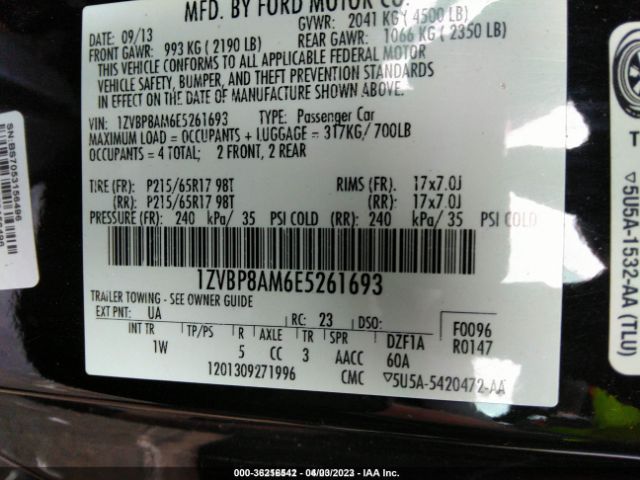 MFD. BY FORD MOTOR CO.
DATE: 09/13
GVWR: 2041 KG (4500 LB)
FRONT GAWR: 993 KG (2190 LB)
REAR GAWR: 1066 KG (2350 LB)
THIS VEHICLE CONFORMS TO ALL APPLICABLE FEDERAL MOTOR
VEHICLE SAFETY, BUMPER, AND THEFT PREVENTION STANDARDS
IN EFFECT ON THE DATE OF MANUFACTURE SHOWN ABOVE.
VIN: 1ZVBP8AM6E5261693 TYPE: Passenger Car
MAXIMUM LOAD = OCCUPANTS + LUGGAGE = 317KG/700LB
OCCUPANTS = 4 TOTAL; 2 FRONT, 2 REAR
TIRE (FR): P215/65R17 98T RIMS (FR): 17x7.0J
(RR): P215/65R17 98T (RR): 17x7.0J
PRESSURE (FR): 240 kPa/ 35 PSI COLD (RR): 240 kPa/ 35 PSI COLD
1ZVBP8AM6E5261693
TRAILER TOWING - SEE OWNER GUIDE
EXT PNT: UA RC: 23 DSO: F0096
INT TR TP/PS R AXLE TR SPR DZF1A R0147
1W 5 CC 3 AACC 60A
1201309271996 CMC ▽5U5A-5420472-AA
SN:BS7053156496
T
▽5U5A-1532-AA (TLU)
000-36216542 - 04/03/2023 - IAA Inc.